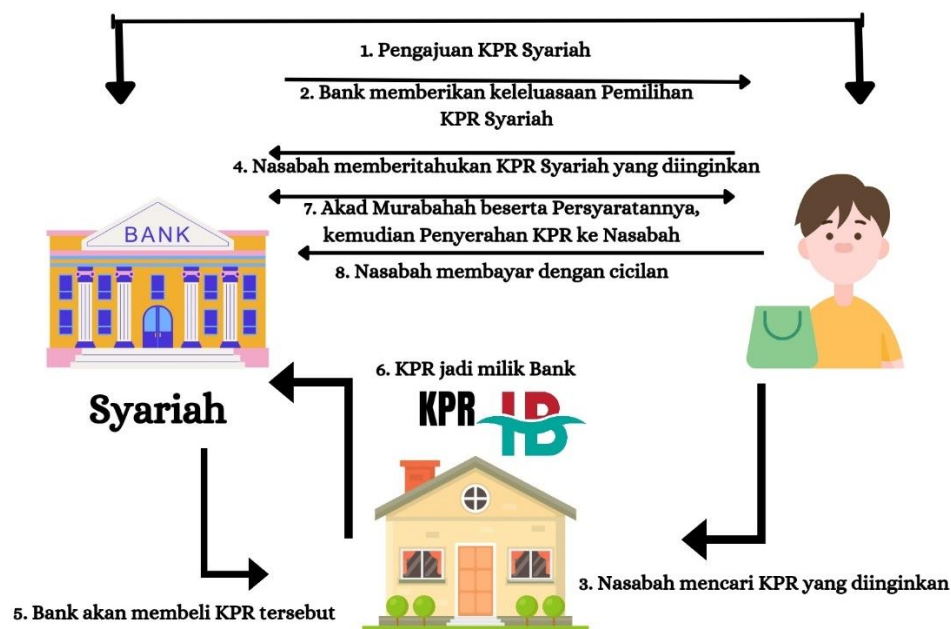 1. Pengajuan KPR Syariah
2. Bank memberikan keleluasaan Pemilihan
KPR Syariah
4. Nasabah memberitahukan KPR Syariah yang diinginkan
7. Akad Murabahah beserta Persyaratannya,
kemudian Penyerahan KPR ke Nasabah
8. Nasabah membayar dengan cicilan
BANK
Syariah
6. KPR jadi milik Bank
KPR iB
3. Nasabah mencari KPR yang diinginkan
5. Bank akan membeli KPR tersebut